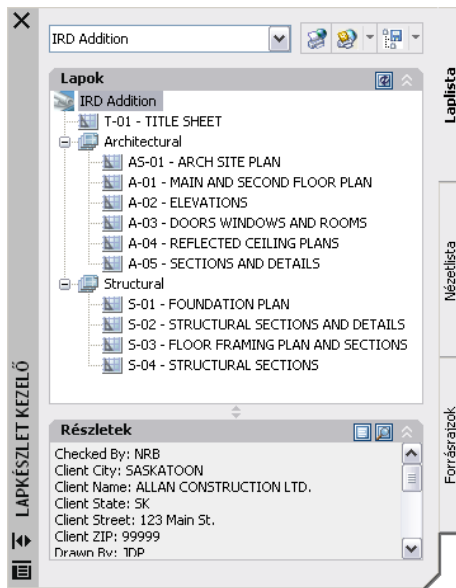 IRD Addition
Lapok
IRD Addition
T-01 - TITLE SHEET
Architectural
AS-01 - ARCH SITE PLAN
A-01 - MAIN AND SECOND FLOOR PLAN
A-02 - ELEVATIONS
A-03 - DOORS WINDOWS AND ROOMS
A-04 - REFLECTED CEILING PLANS
A-05 - SECTIONS AND DETAILS
Structural
S-01 - FOUNDATION PLAN
S-02 - STRUCTURAL SECTIONS AND DETAILS
S-03 - FLOOR FRAMING PLAN AND SECTIONS
S-04 - STRUCTURAL SECTIONS
Részletek
Checked By: NRB
Client City: SASKATOON
Client Name: ALLAN CONSTRUCTION LTD.
Client State: SK
Client Street: 123 Main St.
Client ZIP: 99999
Drawn By: JDP
LAPKÉSZLET KEZELŐ
Laplista
Nézetlista
Forrásrajzok